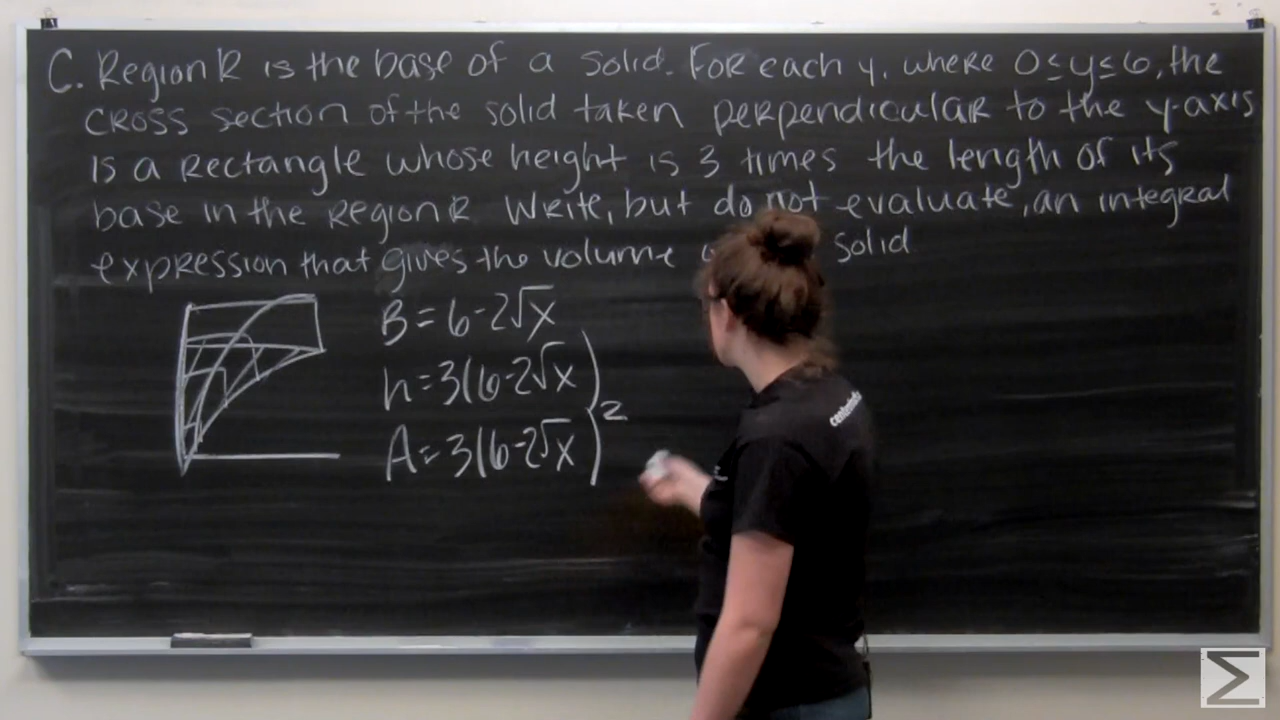 C. Region R is the base of a solid. For each y, where 0≤y≤6, the
cross section of the solid taken perpendicular to the y-axis
is a rectangle whose height is 3 times the length of its
base in the region R. Write, but do not evaluate, an integral
expression that gives the volume solid
B = 6-2√x
h = 3(6-2√x)
A = 3(6-2√x)²
Σ